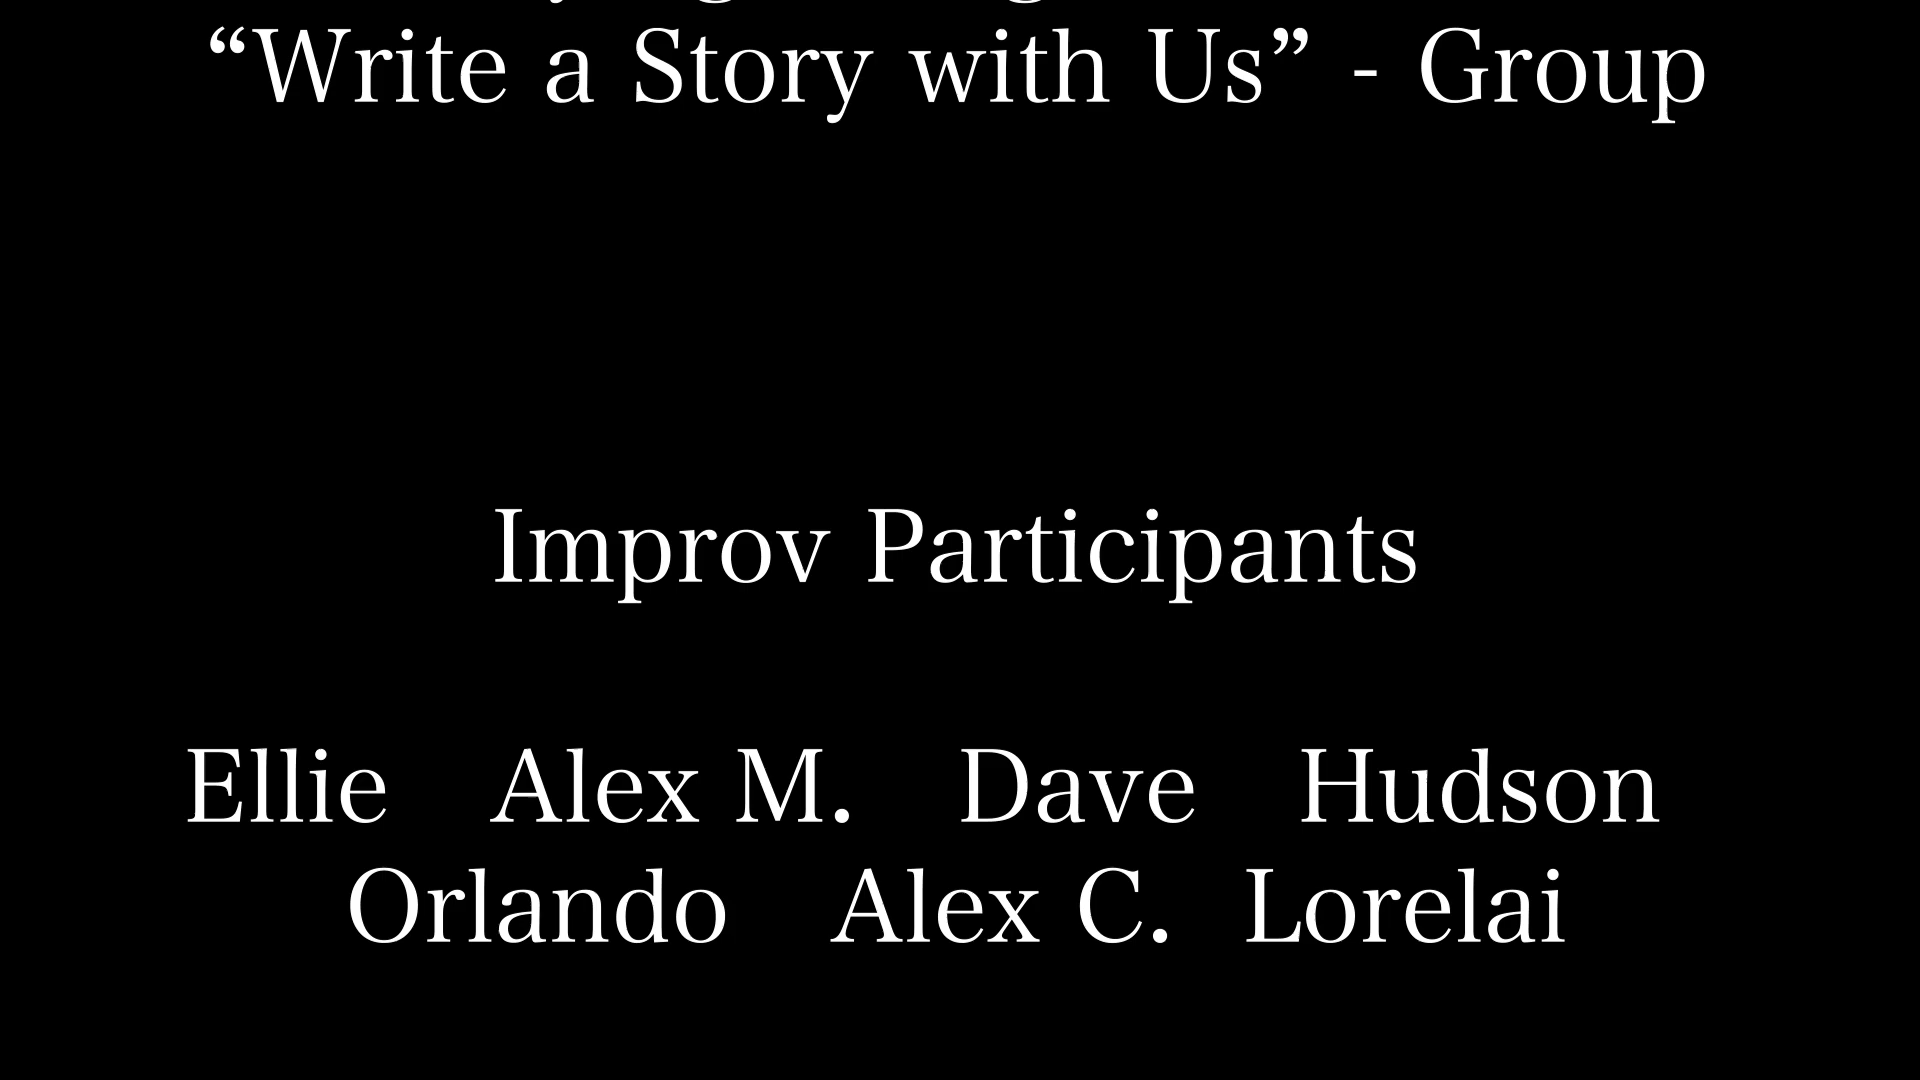 “Write a Story with Us” - Group
Improv Participants
Ellie Alex M. Dave Hudson
Orlando Alex C. Lorelai